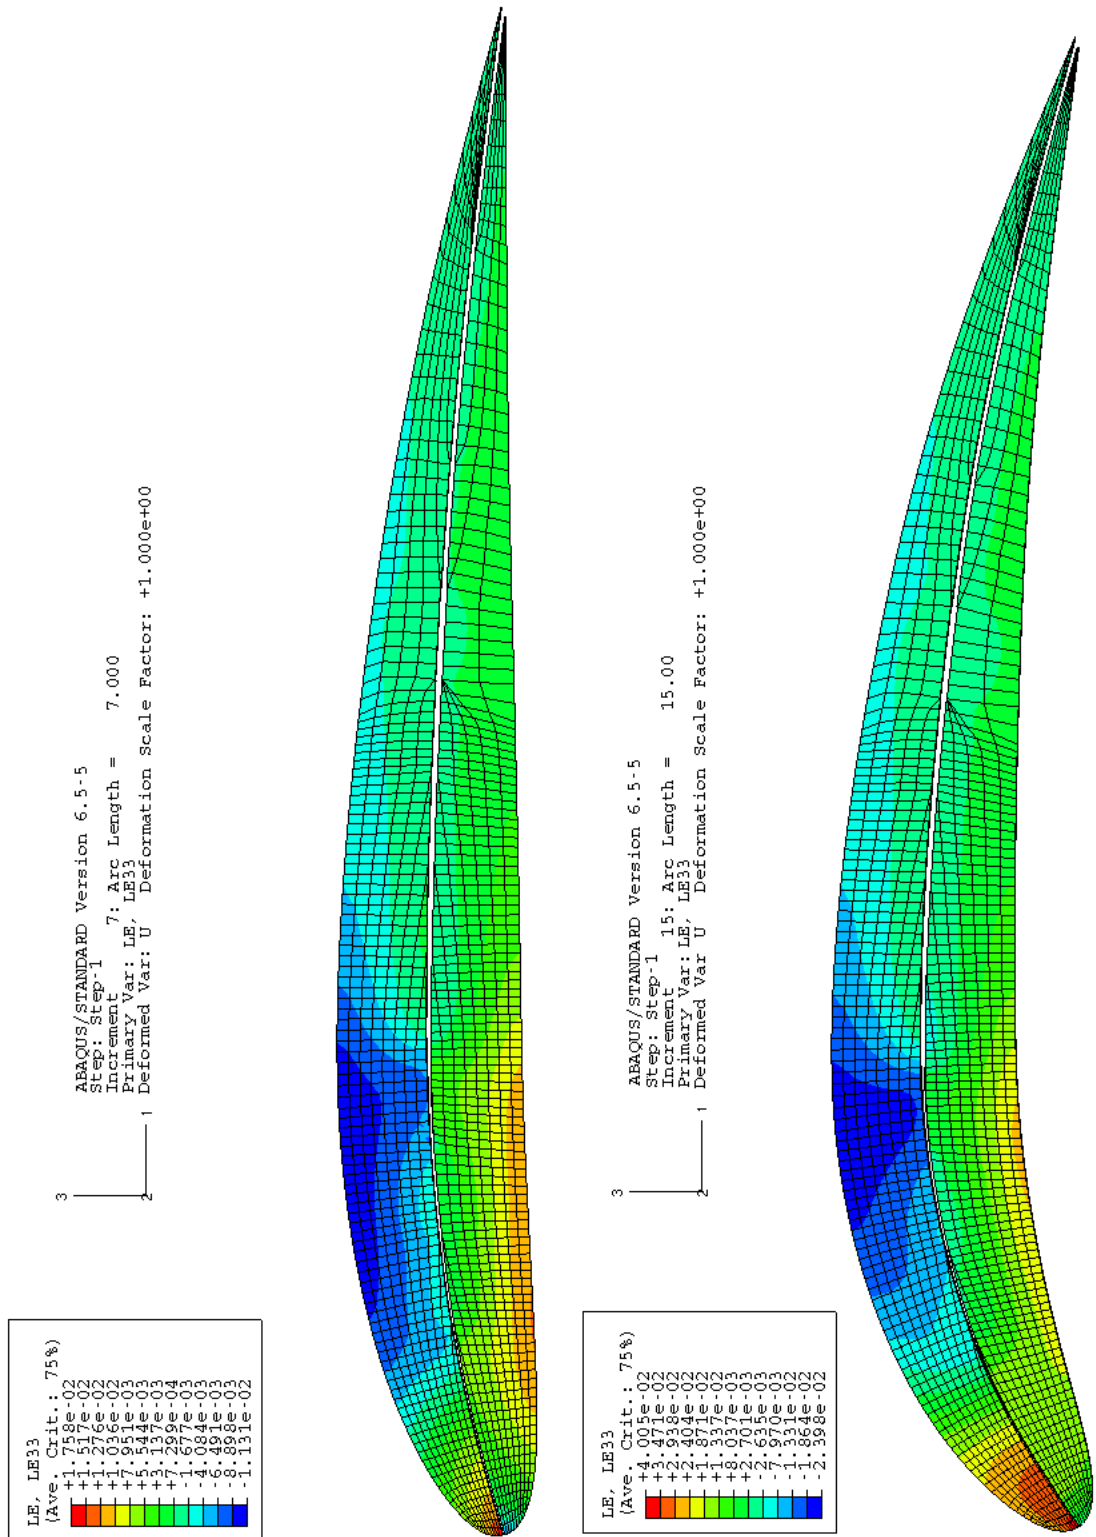 LE, LE33
(Ave. Crit.: 75%)
+1.758e-02
+1.517e-02
+1.276e-02
+1.036e-02
+7.951e-03
+5.544e-03
+3.137e-03
+7.299e-04
-1.677e-03
-4.084e-03
-6.491e-03
-8.898e-03
-1.131e-02
3
2
1
ABAQUS/STANDARD Version 6.5-5
Step: Step-1
Increment 7: Arc Length = 7.000
Primary Var: LE, LE33
Deformed Var: U Deformation Scale Factor: +1.000e+00
LE, LE33
(Ave. Crit.: 75%)
+4.005e-02
+3.471e-02
+2.938e-02
+2.404e-02
+1.871e-02
+1.337e-02
+8.037e-03
+2.701e-03
-2.635e-03
-7.970e-03
-1.331e-02
-1.864e-02
-2.398e-02
3
2
1
ABAQUS/STANDARD Version 6.5-5
Step: Step-1
Increment 15: Arc Length = 15.00
Primary Var: LE, LE33
Deformed Var U Deformation Scale Factor: +1.000e+00